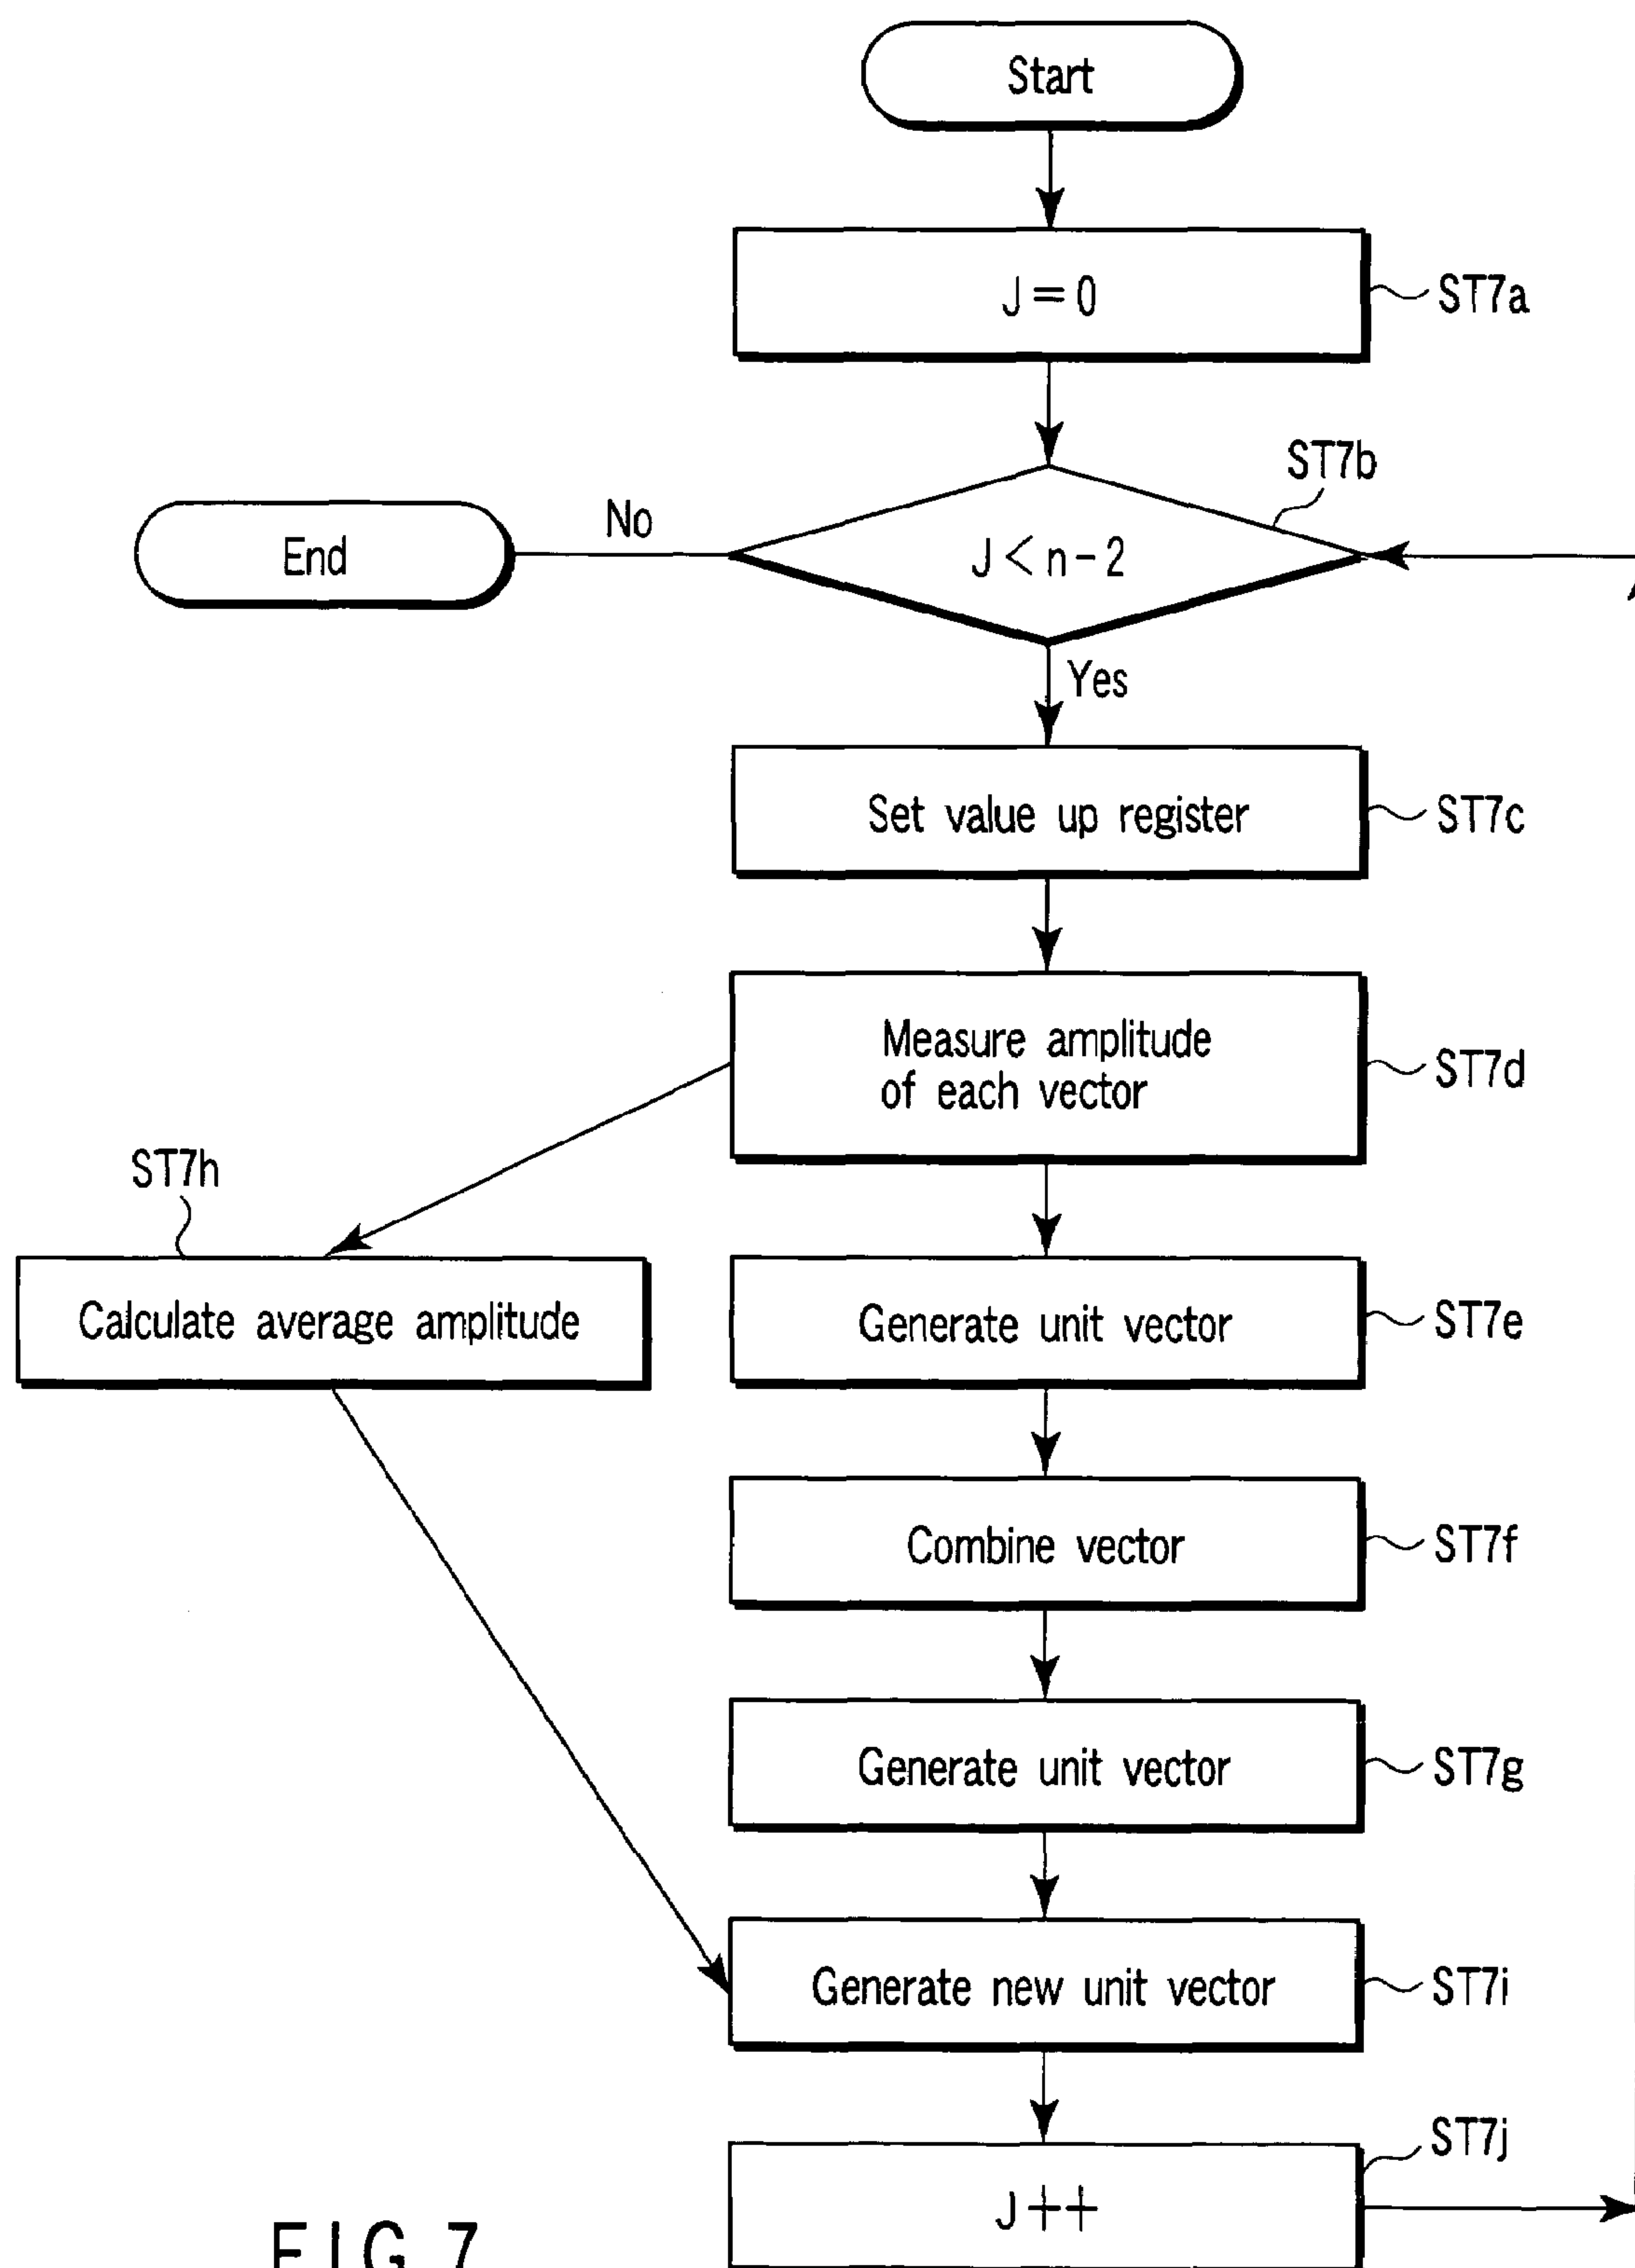 Start
J = 0
ST7a
ST7b
No
End
J < n - 2
Yes
Set value up register
ST7c
Measure amplitude
of each vector
ST7d
ST7h
Calculate average amplitude
Generate unit vector
ST7e
Combine vector
ST7f
Generate unit vector
ST7g
Generate new unit vector
ST7i
ST7j
J ++
FIG. 7